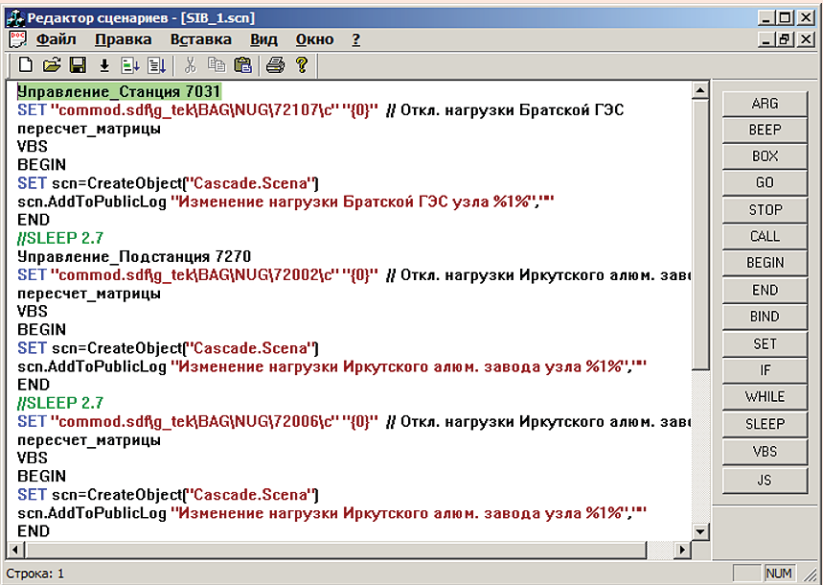 Редактор сценариев - [SIB_1.scn]
Файл Правка Вставка Вид Окно ?
Управление_Станция 7031
SET "commod.sdf\g_tek\BAG\NUG\72107\c" "{0}" // Откл. нагрузки Братской ГЭС
пересчет_матрицы
VBS
BEGIN
SET scn=CreateObject("Cascade.Scena")
scn.AddToPublicLog "Изменение нагрузки Братской ГЭС узла %1%",""
END
//SLEEP 2.7
Управление_Подстанция 7270
SET "commod.sdf\g_tek\BAG\NUG\72002\c" "{0}" // Откл. нагрузки Иркутского алюм. заво
пересчет_матрицы
VBS
BEGIN
SET scn=CreateObject("Cascade.Scena")
scn.AddToPublicLog "Изменение нагрузки Иркутского алюм. завода узла %1%",""
END
//SLEEP 2.7
SET "commod.sdf\g_tek\BAG\NUG\72006\c" "{0}" // Откл. нагрузки Иркутского алюм. заво
пересчет_матрицы
VBS
BEGIN
SET scn=CreateObject("Cascade.Scena")
scn.AddToPublicLog "Изменение нагрузки Иркутского алюм. завода узла %1%",""
END
ARG
BEEP
BOX
GO
STOP
CALL
BEGIN
END
BIND
SET
IF
WHILE
SLEEP
VBS
JS
Строка: 1
NUM